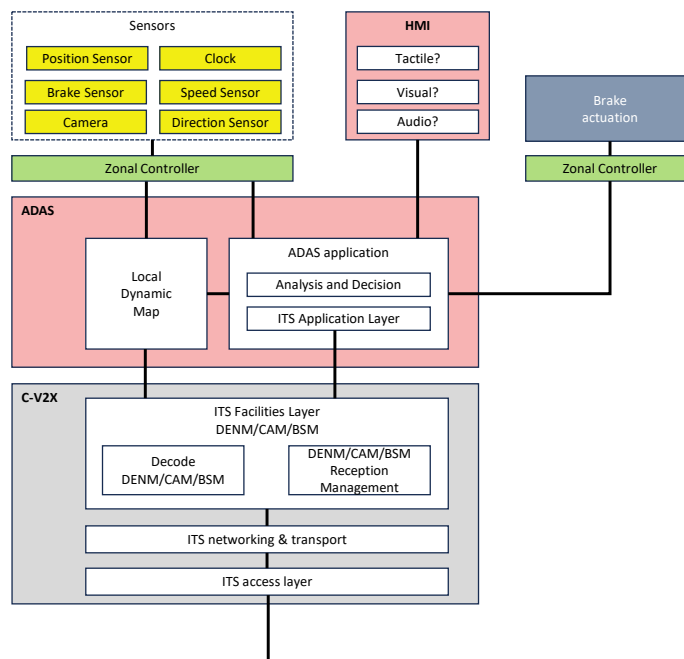 Sensors
Position Sensor
Clock
Brake Sensor
Speed Sensor
Camera
Direction Sensor
HMI
Tactile?
Visual?
Audio?
Brake
actuation
Zonal Controller
Zonal Controller
ADAS
Local
Dynamic
Map
ADAS application
Analysis and Decision
ITS Application Layer
C-V2X
ITS Facilities Layer
DENM/CAM/BSM
Decode
DENM/CAM/BSM
DENM/CAM/BSM
Reception
Management
ITS networking & transport
ITS access layer